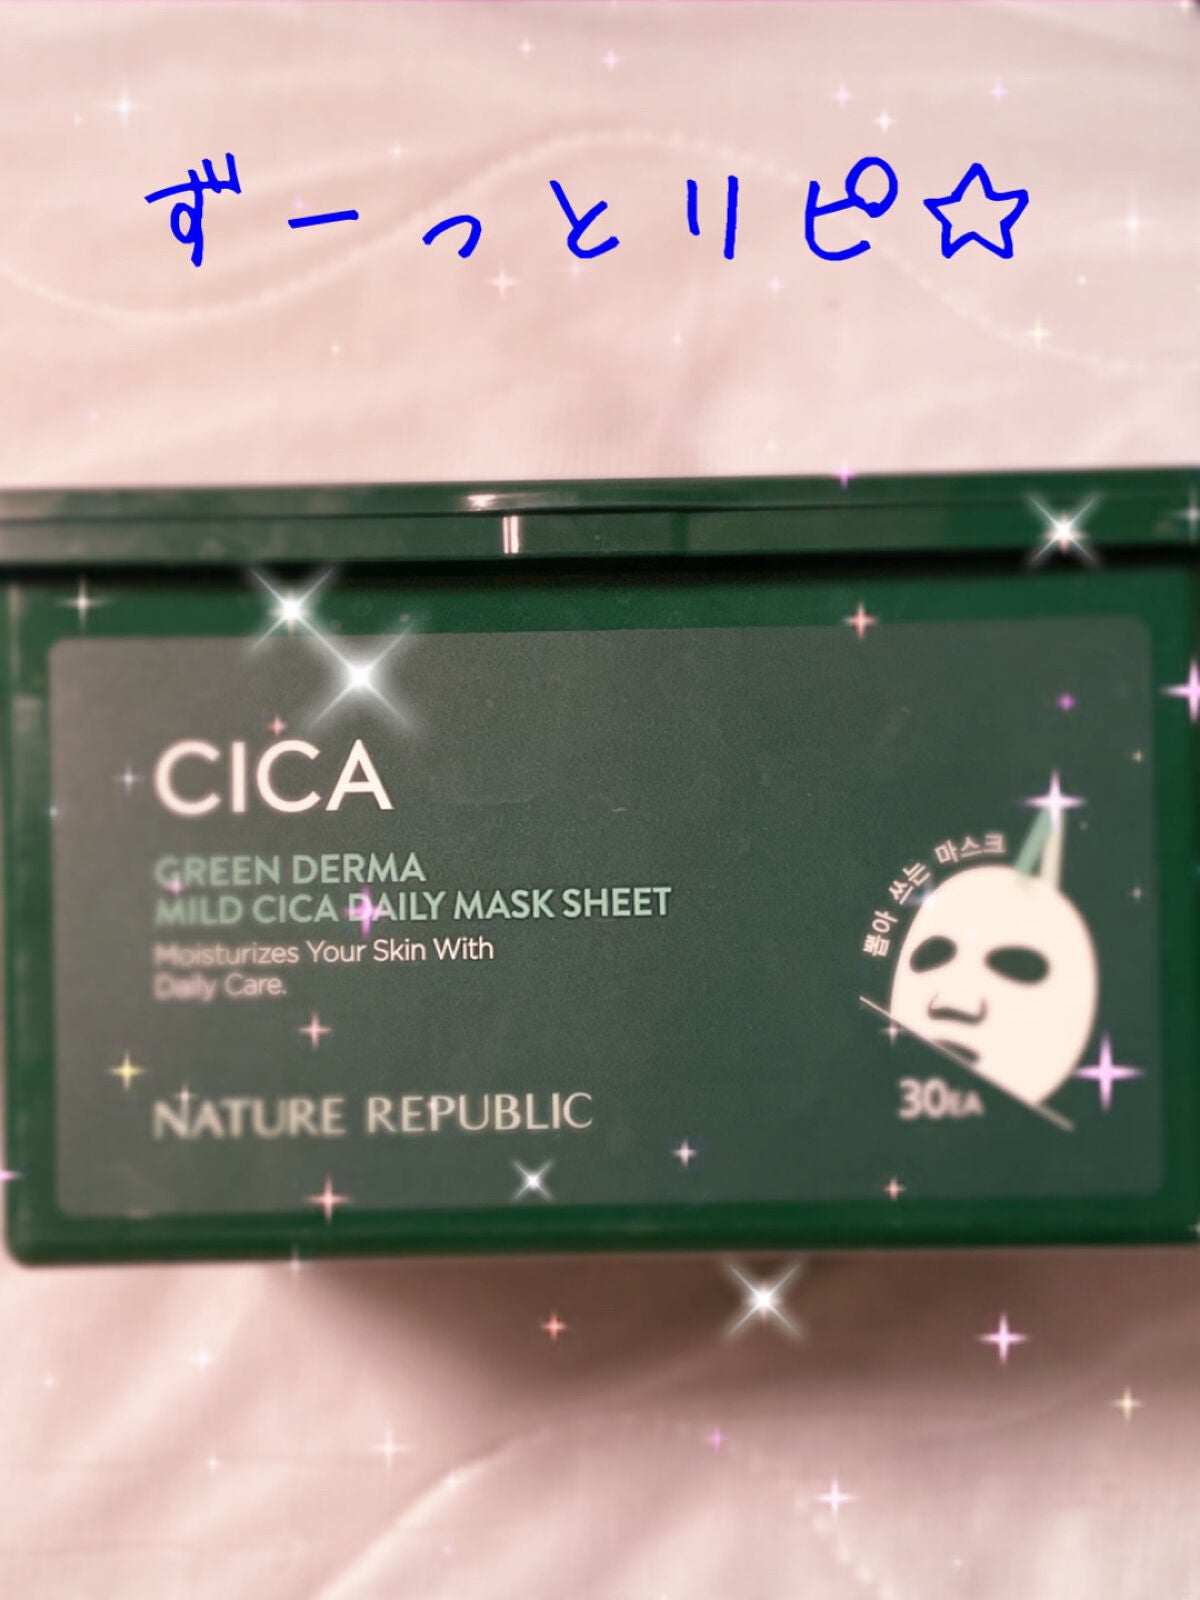 ずーっとリピ☆
CICA
GREEN DERMA
MILD CICA DAILY MASK SHEET
Moisturizes Your Skin With
Daily Care.
뽑아 쓰는 마스크
30EA
NATURE REPUBLIC